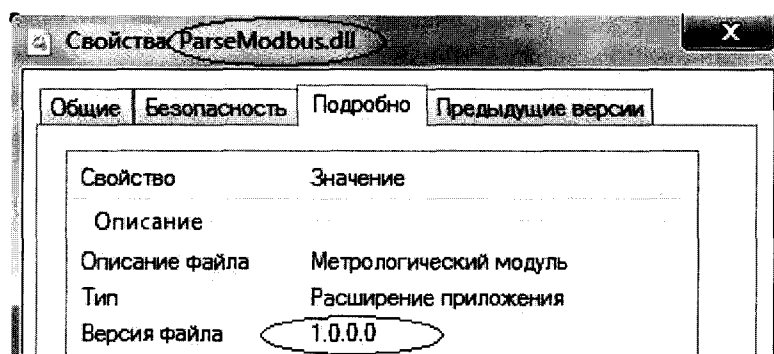 Свойства: ParseModbus.dll
Общие Безопасность Подробно Предыдущие версии
Свойство Значение
Описание
Описание файла Метрологический модуль
Тип Расширение приложения
Версия файла 1.0.0.0